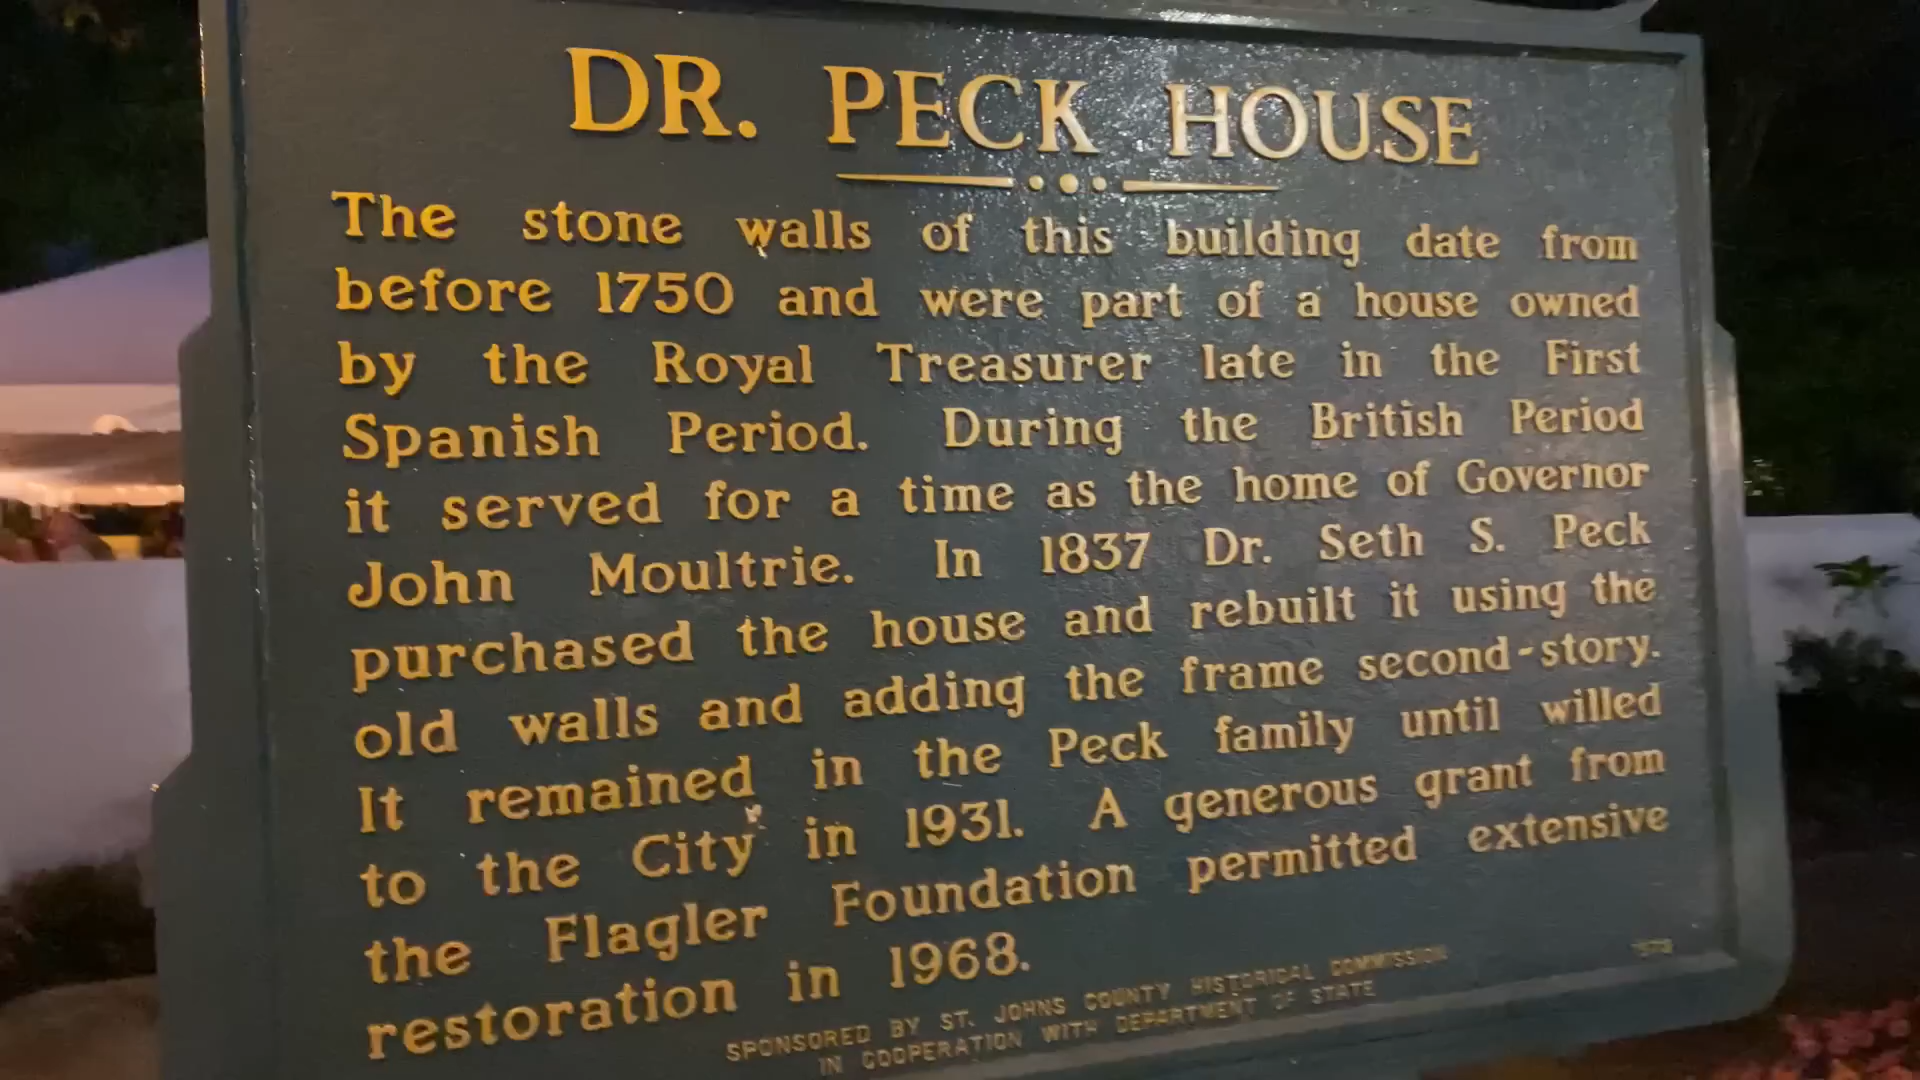 DR. PECK HOUSE
The stone walls of this building date from
before 1750 and were part of a house owned
by the Royal Treasurer late in the First
Spanish Period. During the British Period
it served for a time as the home of Governor
John Moultrie. In 1837 Dr. Seth S. Peck
purchased the house and rebuilt it using the
old walls and adding the frame second-story.
It remained in the Peck family until willed
to the City in 1931. A generous grant from
the Flagler Foundation permitted extensive
restoration in 1968.
SPONSORED BY ST. JOHNS COUNTY HISTORICAL COMMISSION
IN COOPERATION WITH DEPARTMENT OF STATE